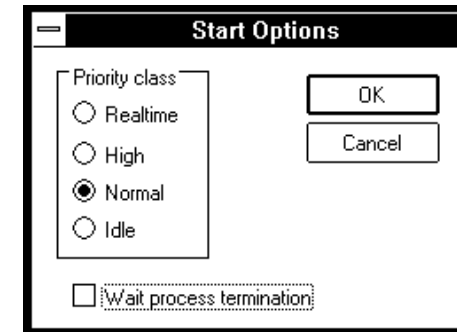 Start Options
Priority class
Realtime
High
Normal
Idle
OK
Cancel
Wait process termination